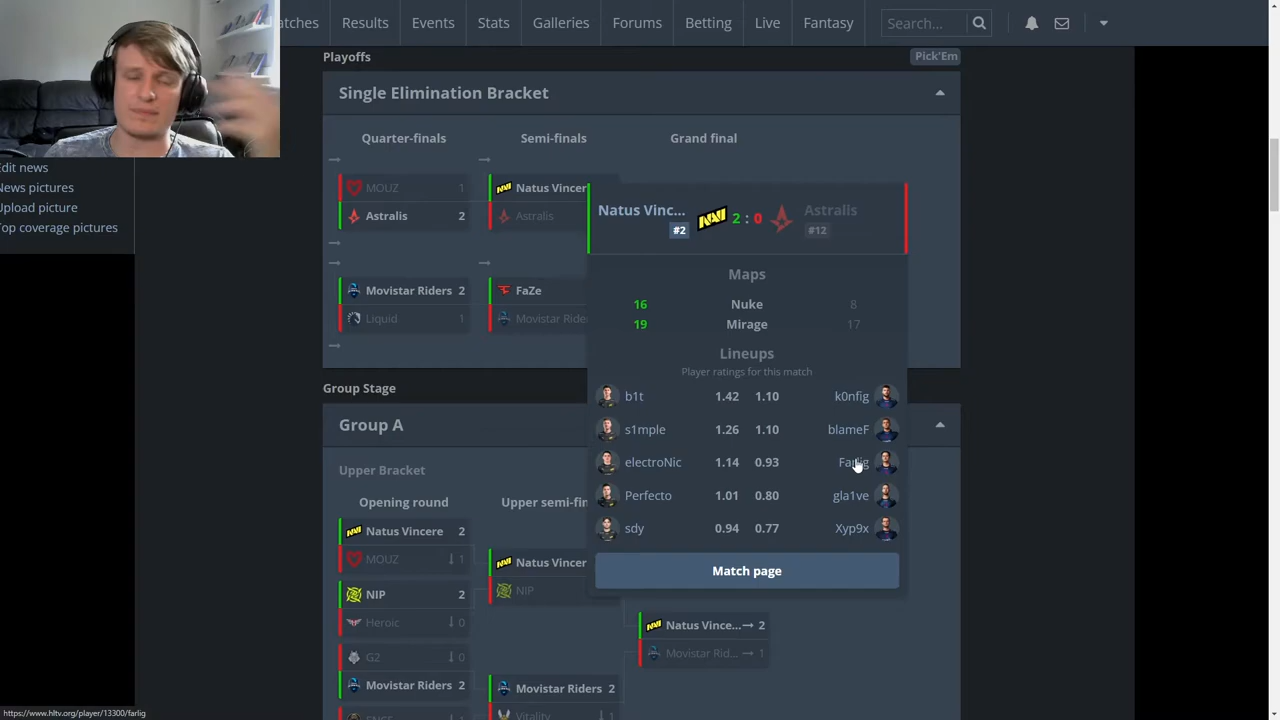 atches Results Events Stats Galleries Forums Betting Live Fantasy Search...
Playoffs Pick'Em
Single Elimination Bracket
Quarter-finals Semi-finals Grand final
Edit news
News pictures
Upload picture
Top coverage pictures
MOUZ 1
Astralis 2
Natus Vincer
Astralis
Movistar Riders 2
Liquid 1
FaZe
Movistar Ride
Natus Vinc... NAVI 2 : 0 Astralis
#2 #12
Maps
16 Nuke 8
19 Mirage 17
Lineups
Player ratings for this match
b1t 1.42 1.10 k0nfig
s1mple 1.26 1.10 blameF
electroNic 1.14 0.93 Farlig
Perfecto 1.01 0.80 gla1ve
sdy 0.94 0.77 Xyp9x
Match page
Group Stage
Group A
Upper Bracket
Opening round Upper semi-fin
Natus Vincere 2
MOUZ 1
NIP 2
Heroic 0
G2 0
Movistar Riders 2
Natus Vincer
NIP
Movistar Riders 2
Vitality 1
Natus Vince... 2
Movistar Rid... 1
https://www.hltv.org/player/13300/farlig